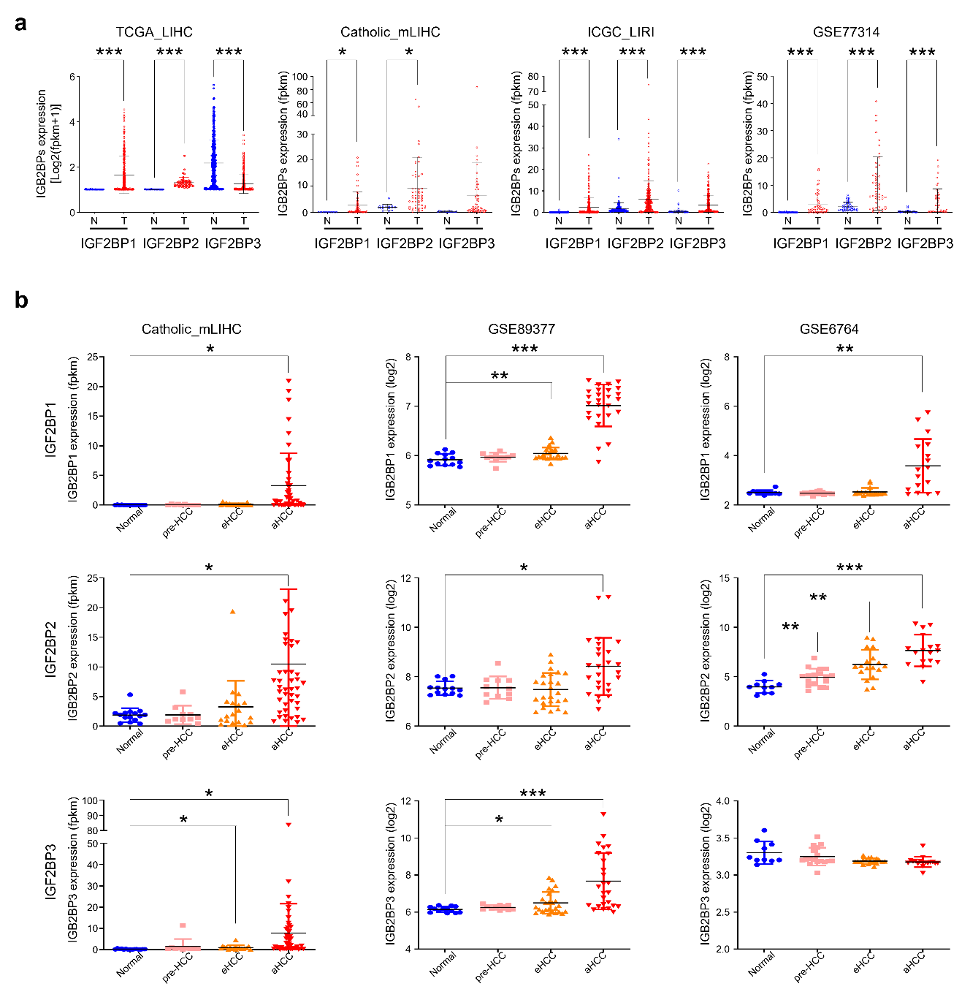 a
TCGA_LIHC
Catholic_mLIHC
ICGC_LIRI
GSE77314
*** *** ***
* *
*** *** ***
*** *** ***
IGB2BPs expression
[Log2(fpkm+1)]
6
4
2
0
N T N T N T
IGF2BP1 IGF2BP2 IGF2BP3
IGB2BPs expression (fpkm)
100
80
60
40
30
20
10
0
N T N T N T
IGF2BP1 IGF2BP2 IGF2BP3
IGB2BPs expression (fpkm)
80
70
60
50
40
30
20
10
0
N T N T N T
IGF2BP1 IGF2BP2 IGF2BP3
IGB2BPs expression (fpkm)
50
40
30
20
10
0
N T N T N T
IGF2BP1 IGF2BP2 IGF2BP3
b
Catholic_mLIHC
GSE89377
GSE6764
IGF2BP1
IGB2BP1 expression (fpkm)
25
20
15
10
5
0
*
Normal pre-HCC eHCC aHCC
IGB2BP1 expression (log2)
8
7
6
5
***
**
Normal pre-HCC eHCC aHCC
IGB2BP1 expression (log2)
8
6
4
2
**
Normal pre-HCC eHCC aHCC
IGF2BP2
IGB2BP2 expression (fpkm)
25
20
15
10
5
0
*
Normal pre-HCC eHCC aHCC
IGB2BP2 expression (log2)
12
10
8
6
*
Normal pre-HCC eHCC aHCC
IGB2BP2 expression (log2)
15
10
5
0
***
**
**
Normal pre-HCC eHCC aHCC
IGF2BP3
IGB2BP3 expression (fpkm)
100
90
80
50
40
30
20
10
0
*
*
Normal pre-HCC eHCC aHCC
IGB2BP3 expression (log2)
12
10
8
6
4
***
*
Normal pre-HCC eHCC aHCC
IGB2BP3 expression (log2)
4.0
3.5
3.0
2.5
2.0
Normal pre-HCC eHCC aHCC